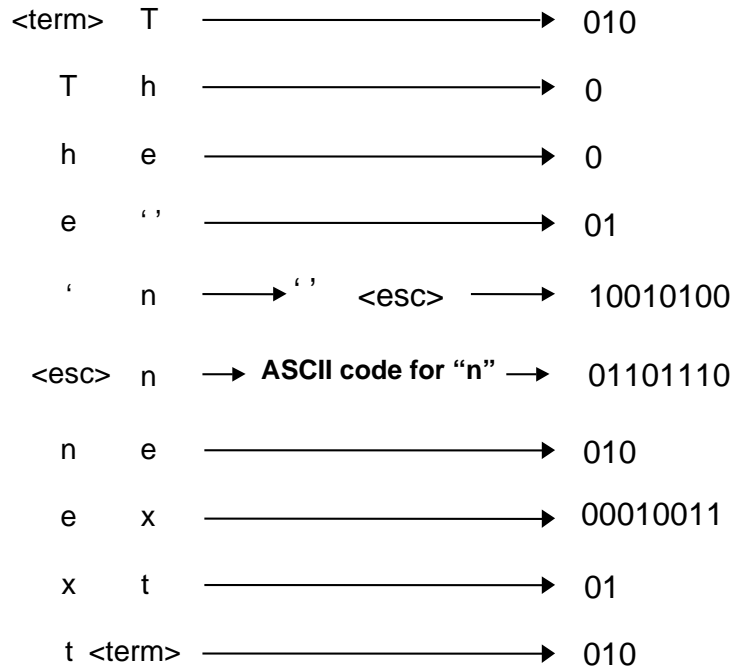 <term> T 010
T h 0
h e 0
e ‘ ’ 01
‘ n ‘ ’ <esc> 10010100
<esc> n ASCII code for “n” 01101110
n e 010
e x 00010011
x t 01
t <term> 010